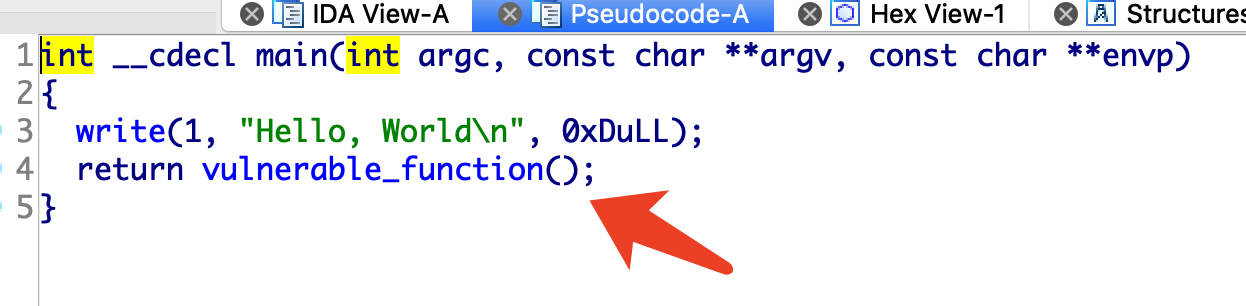 IDA View-A Pseudocode-A Hex View-1 Structures
1 int __cdecl main(int argc, const char **argv, const char **envp)
2 {
3   write(1, "Hello, World\n", 0xDuLL);
4   return vulnerable_function();
5 }